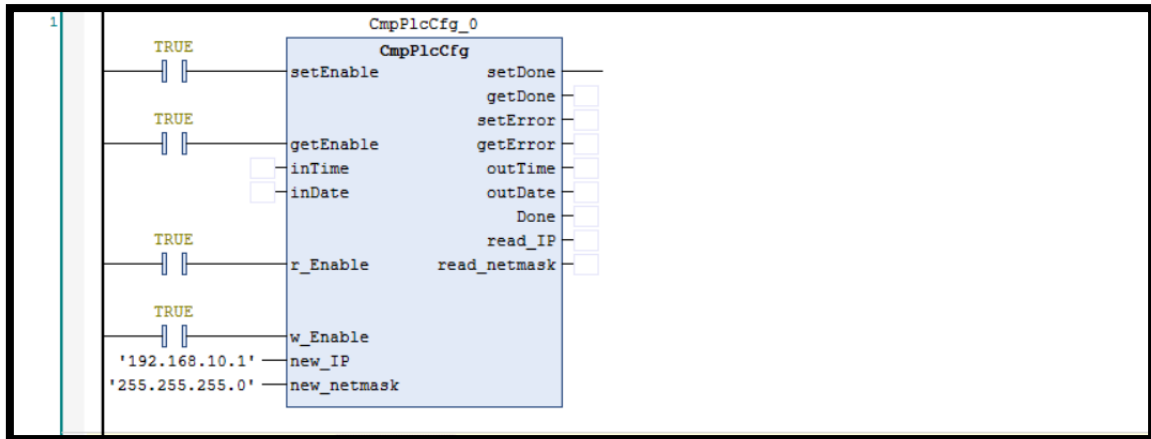 1
CmpPlcCfg_0
TRUE
CmpPlcCfg
setEnable setDone
getDone
TRUE
setError
getEnable getError
inTime outTime
inDate outDate
Done
TRUE
read_IP
r_Enable read_netmask
TRUE
w_Enable
'192.168.10.1' new_IP
'255.255.255.0' new_netmask